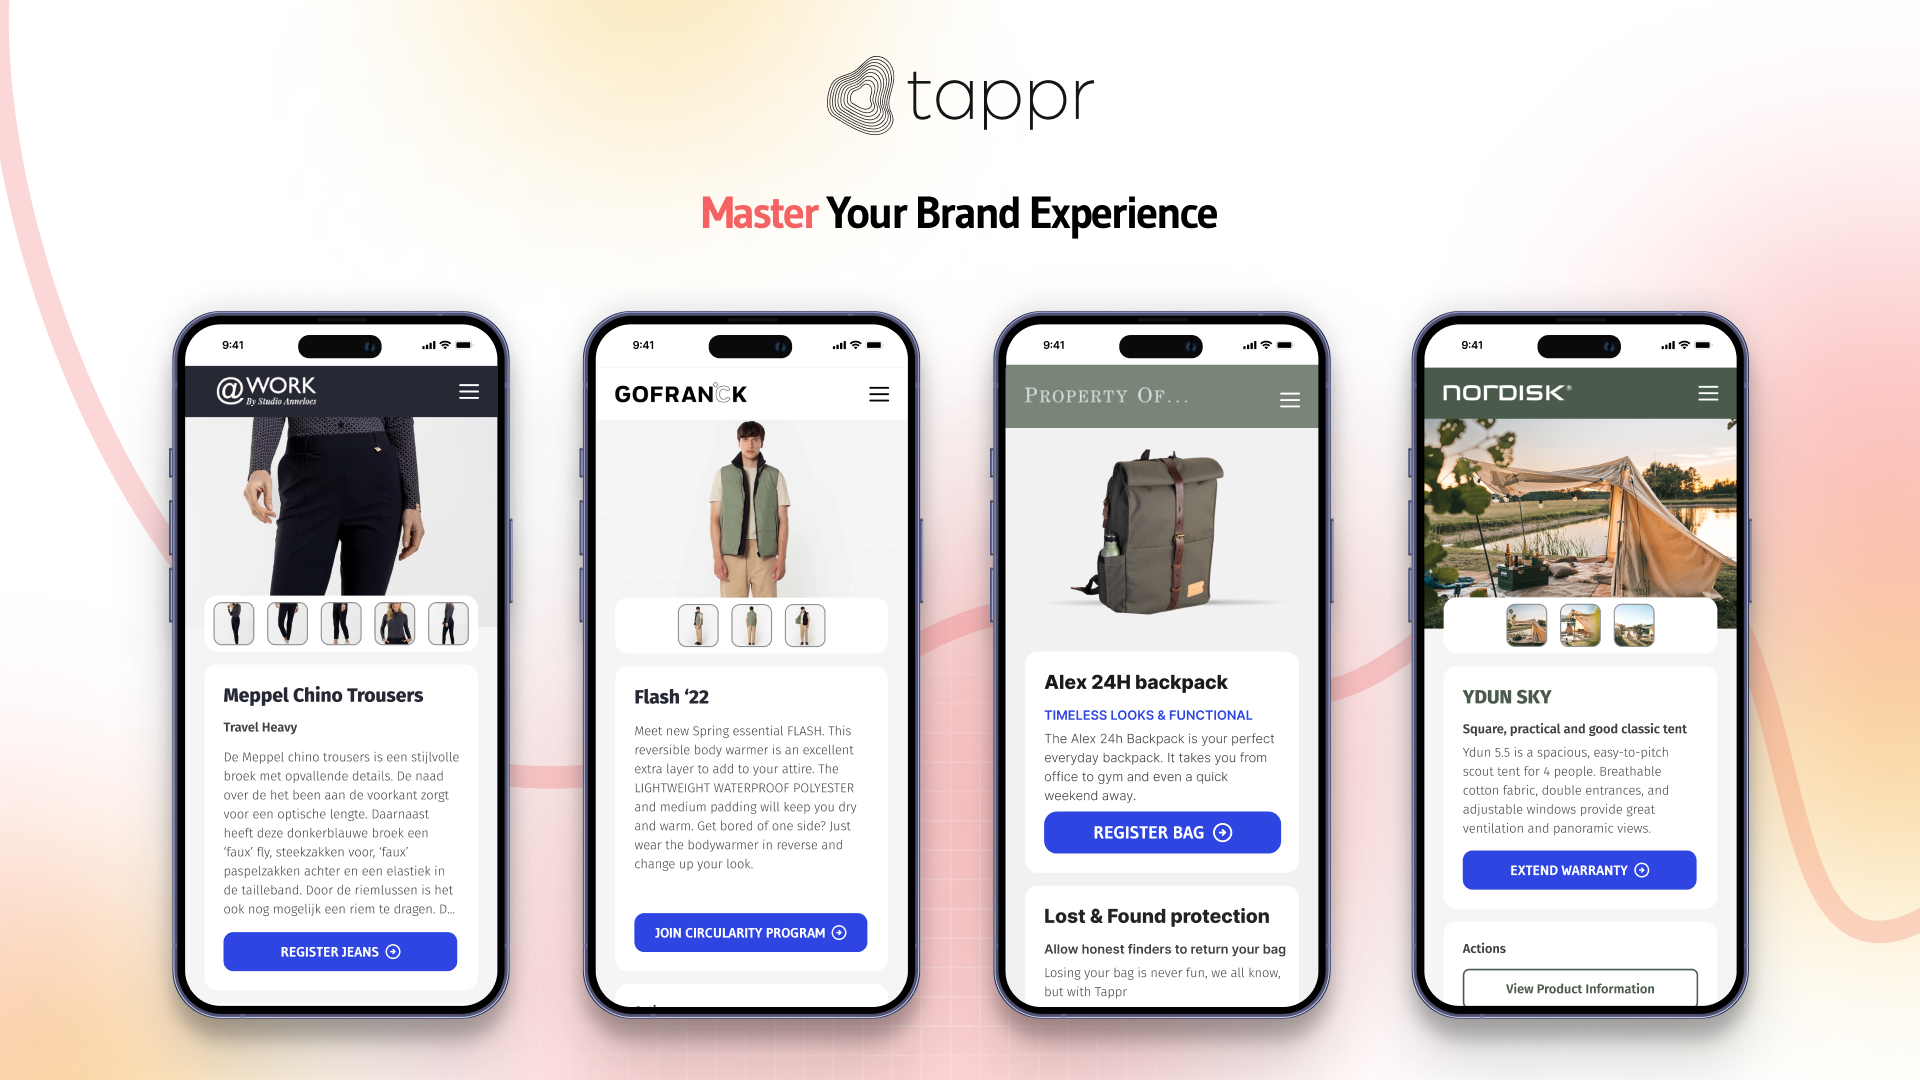 tappr
Master Your Brand Experience
9:41
@WORK
By Studio Anneloes
Meppel Chino Trousers
Travel Heavy
De Meppel chino trousers is een stijlvolle
broek met opvallende details. De naad
over de het been aan de voorkant zorgt
voor een optische lengte. Daarnaast
heeft deze donkerblauwe broek een
‘faux’ fly, steekzakken voor, ‘faux’
paspelzakken achter en een elastiek in
de tailleband. Door de riemlussen is het
ook nog mogelijk een riem te dragen. D...
REGISTER JEANS
9:41
GOFRANCK
Flash ‘22
Meet new Spring essential FLASH. This
reversible body warmer is an excellent
extra layer to add to your attire. The
LIGHTWEIGHT WATERPROOF POLYESTER
and medium padding will keep you dry
and warm. Get bored of one side? Just
wear the bodywarmer in reverse and
change up your look.
JOIN CIRCULARITY PROGRAM
9:41
PROPERTY OF...
Alex 24H backpack
TIMELESS LOOKS & FUNCTIONAL
The Alex 24h Backpack is your perfect
everyday backpack. It takes you from
office to gym and even a quick
weekend away.
REGISTER BAG
Lost & Found protection
Allow honest finders to return your bag
Losing your bag is never fun, we all know,
but with Tappr
9:41
NORDISK®
YDUN SKY
Square, practical and good classic tent
Ydun 5.5 is a spacious, easy-to-pitch
scout tent for 4 people. Breathable
cotton fabric, double entrances, and
adjustable windows provide great
ventilation and panoramic views.
EXTEND WARRANTY
Actions
View Product Information